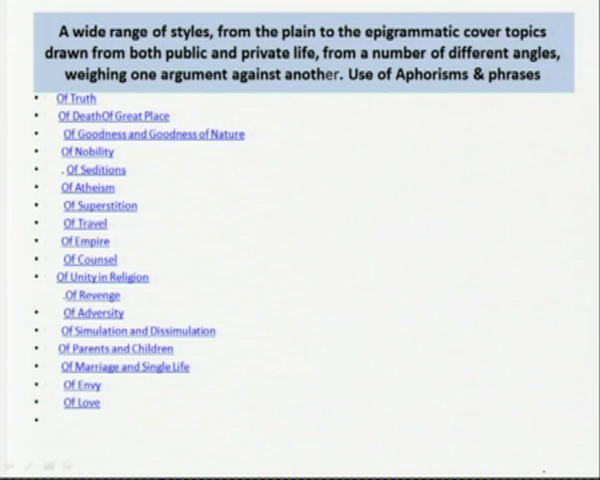 A wide range of styles, from the plain to the epigrammatic cover topics
drawn from both public and private life, from a number of different angles,
weighing one argument against another. Use of Aphorisms & phrases
• Of Truth
• Of DeathOf Great Place
• Of Goodness and Goodness of Nature
• Of Nobility
• . Of Seditions
• Of Atheism
• Of Superstition
• Of Travel
• Of Empire
• Of Counsel
• Of Unity in Religion
.Of Revenge
• Of Adversity
• Of Simulation and Dissimulation
• Of Parents and Children
• Of Marriage and Single Life
• Of Envy
• Of Love
•